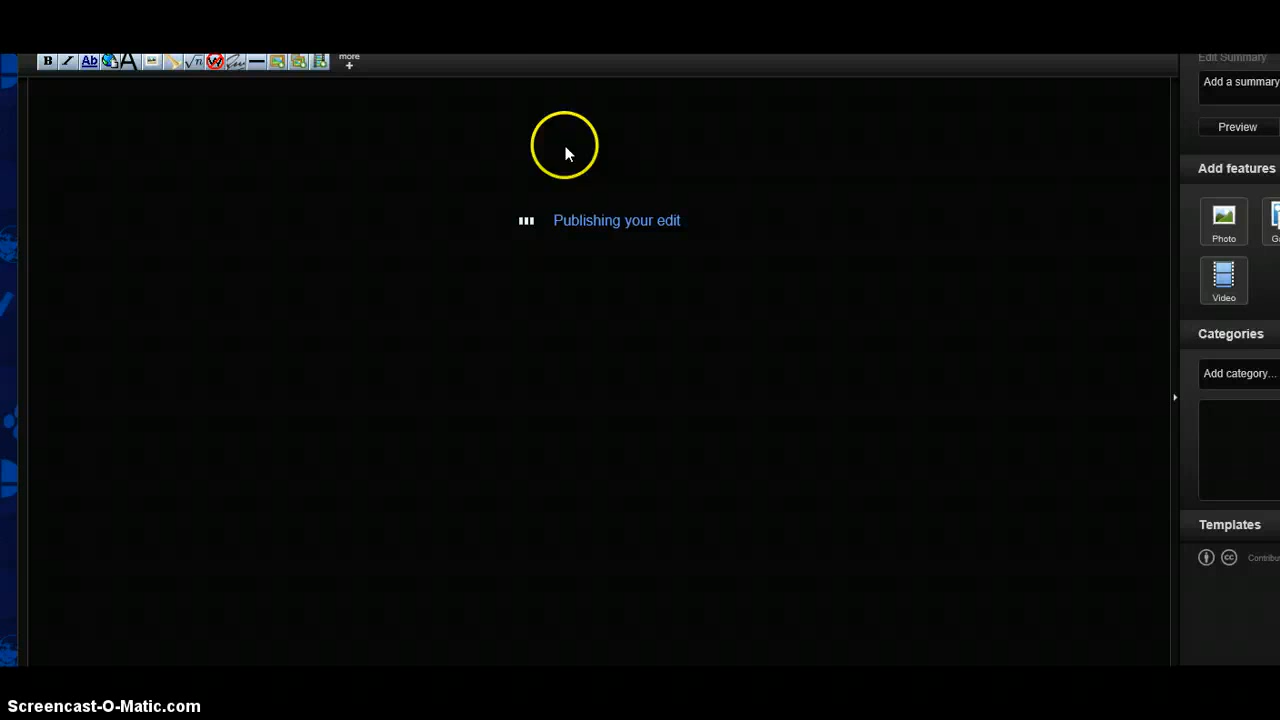 B I Ab A √n W
more
+
Edit Summary
Add a summary
Preview
Publishing your edit
Add features
Photo
Video
Categories
Add category...
Templates
Screencast-O-Matic.com